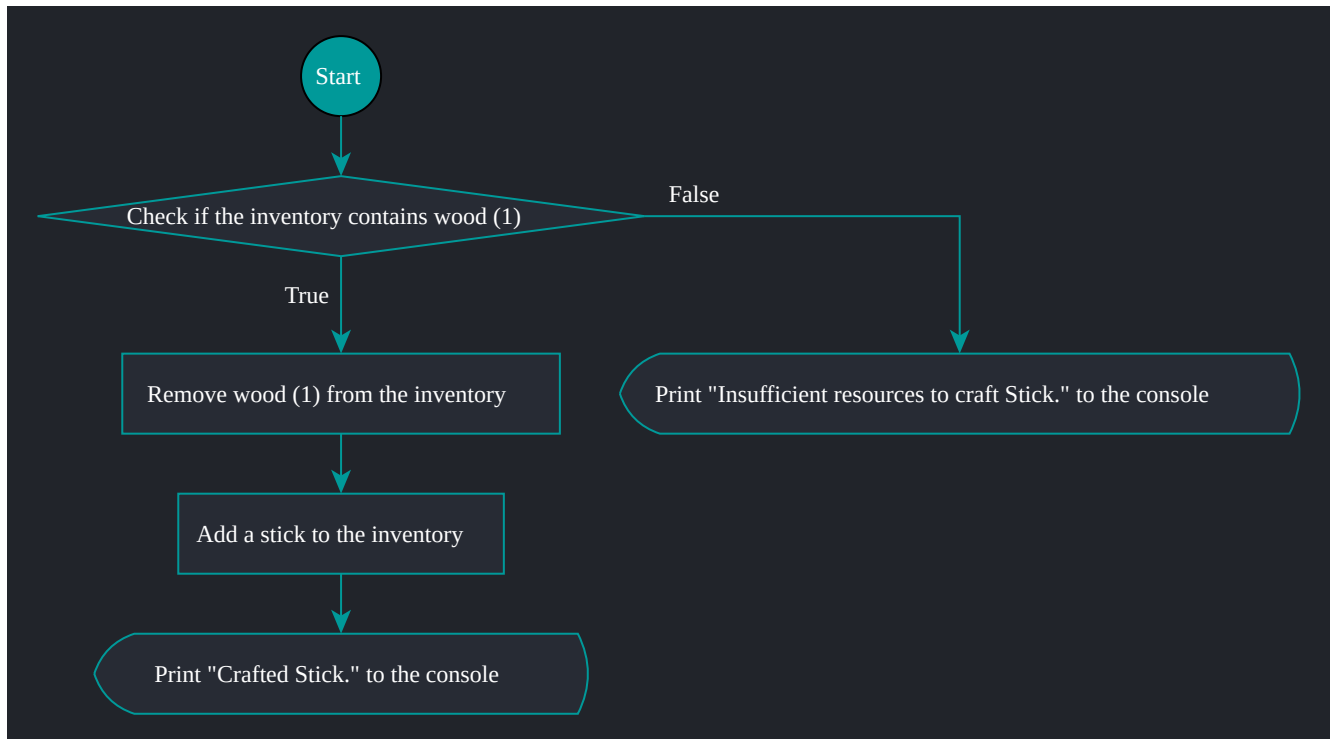 Start
Check if the inventory contains wood (1)
False
True
Remove wood (1) from the inventory
Print "Insufficient resources to craft Stick." to the console
Add a stick to the inventory
Print "Crafted Stick." to the console